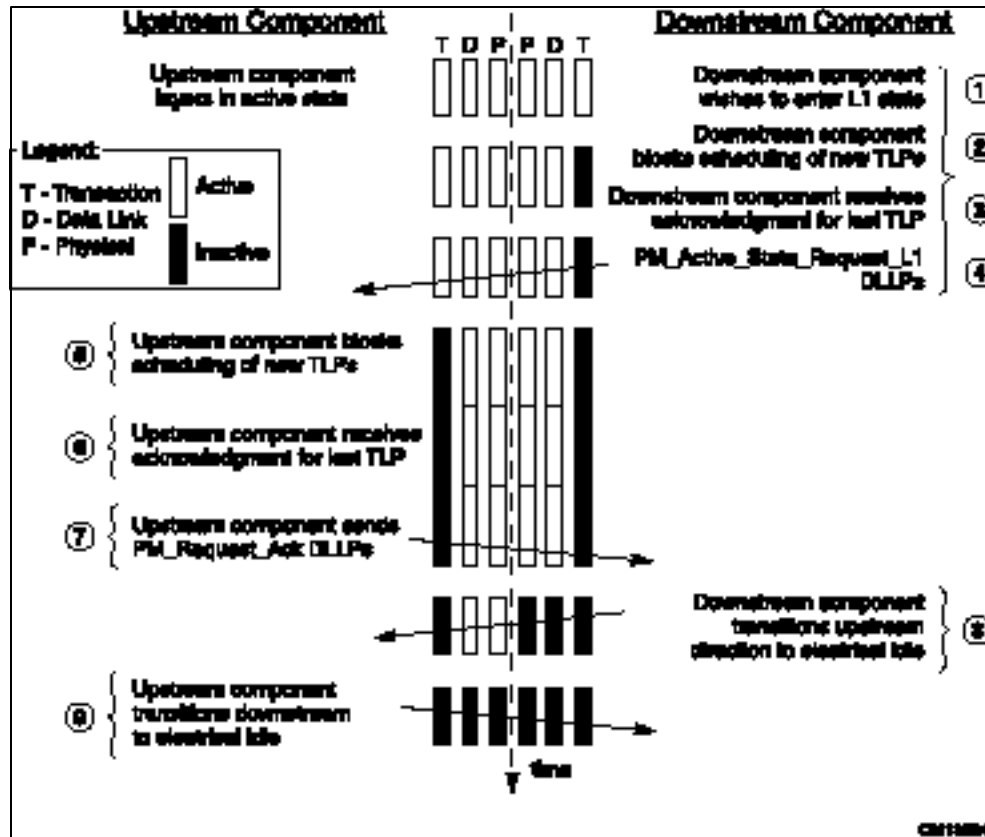 Upstream Component
Downstream Component
T D P P D T
Upstream component
layers in active state
Downstream component
wishes to enter L1 state
1
Downstream component
blocks scheduling of new TLPs
2
Downstream component receives
acknowledgment for last TLP
3
PM_Active_State_Request_L1
DLLPs
4
Legend:
T - Transaction
D - Data Link
P - Physical
Active
Inactive
5
Upstream component blocks
scheduling of new TLPs
6
Upstream component receives
acknowledgment for last TLP
7
Upstream component sends
PM_Request_Ack DLLPs
Downstream component
transitions upstream
direction to electrical idle
8
9
Upstream component
transitions downstream
to electrical idle
time